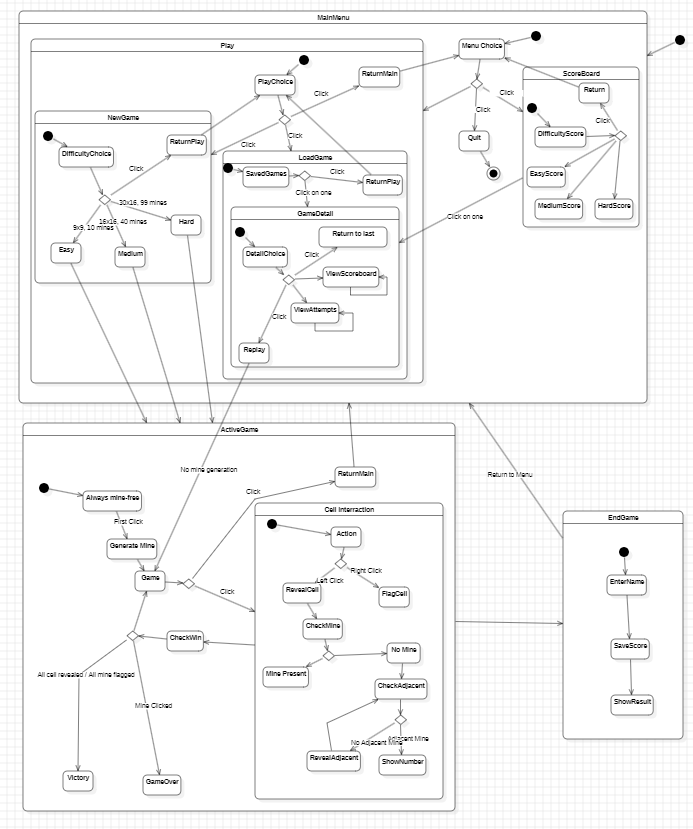 MainMenu
Play
Menu Choice
ScoreBoard
PlayChoice
ReturnMain
Click
Click
Return
NewGame
Click
Click
Click
DifficultyScore
DifficultyChoice
ReturnPlay
Click
LoadGame
Quit
Click
SavedGames
Click
ReturnPlay
EasyScore
Click on one
30x16, 99 mines
16x16, 40 mines
9x9, 10 mines
Hard
GameDetail
MediumScore
HardScore
Click on one
Easy
Medium
DetailChoice
Return to last
Click
ViewScoreboard
ViewAttempts
Click
Replay
ActiveGame
No mine generation
ReturnMain
Return to Menu
Always mine-free
Click
First Click
Cell Interraction
EndGame
Generate Mine
Action
Game
Left Click
Right Click
RevealCell
FlagCell
Click
EnterName
CheckMine
CheckWin
No Mine
SaveScore
All cell revealed / All mine flagged
Mine Present
CheckAdjacent
Mine Clicked
ShowResult
Adjacent Mine
No Adjacent Mine
RevealAdjacent
ShowNumber
Victory
GameOver